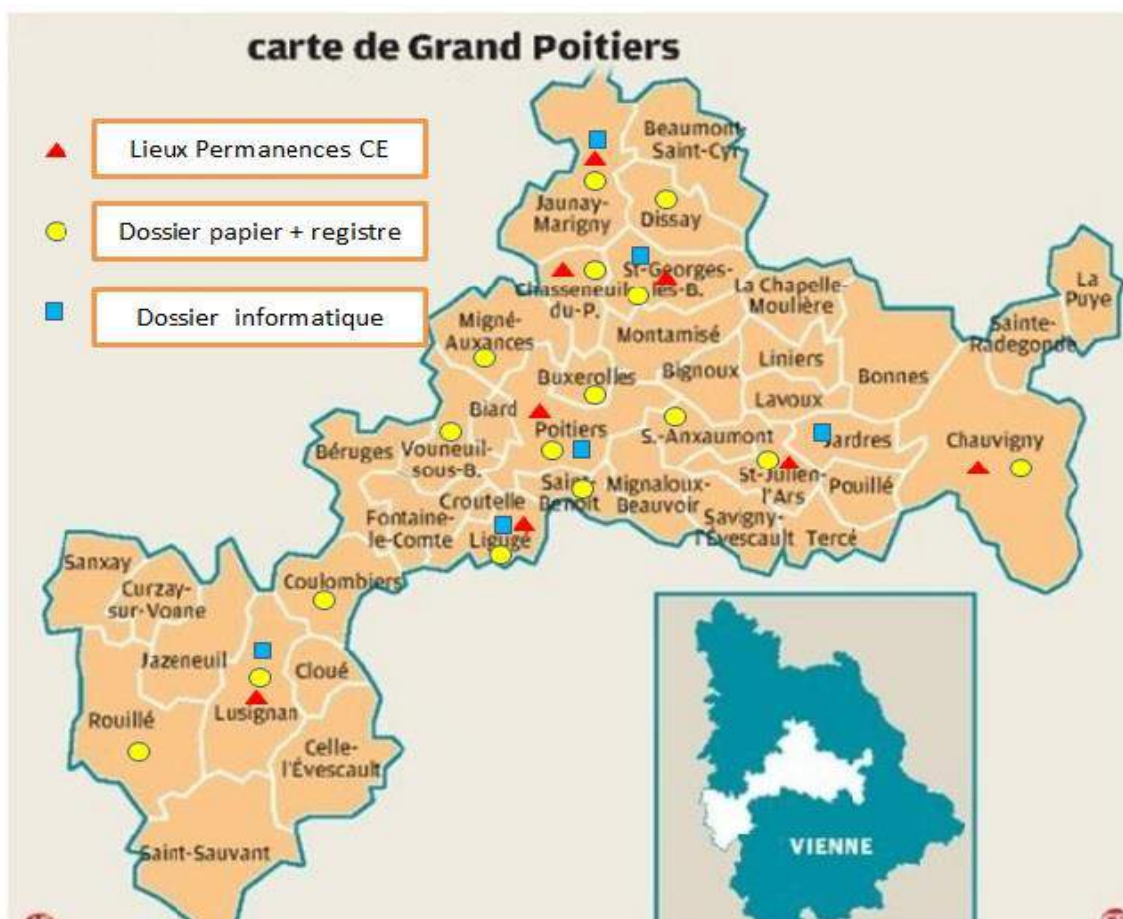 carte de Grand Poitiers
Lieux Permanences CE
Dossier papier + registre
Dossier informatique
Beaumont-
Saint-Cyr
Jaunay-
Marigny
Dissay
St-Georges-
lès-B.
Chasseneuil-
du-P.
La Chapelle-
Moulière
La
Puye
Sainte-
Radegonde
Migné-
Auxances
Montamisé
Liniers
Bignoux
Bonnes
Buxerolles
Lavoux
Biard
Poitiers
S.-Anxaumont
Jardres
Chauvigny
Béruges
Vouneuil-
sous-B.
St-Julien-
l'Ars
Pouillé
Saint-
Benoît
Mignaloux-
Beauvoir
Croutelle
Fontaine-
le-Comte
Ligugé
Savigny-
l'Évescault
Tercé
Sanxay
Curzay-
sur-Vonne
Coulombiers
Jazeneuil
Cloué
Rouillé
Lusignan
Celle-
l'Évescault
Saint-Sauvant
VIENNE